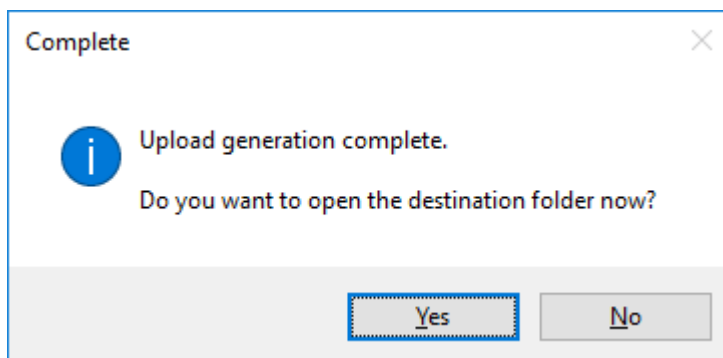 Complete
Upload generation complete.
Do you want to open the destination folder now?
Yes
No